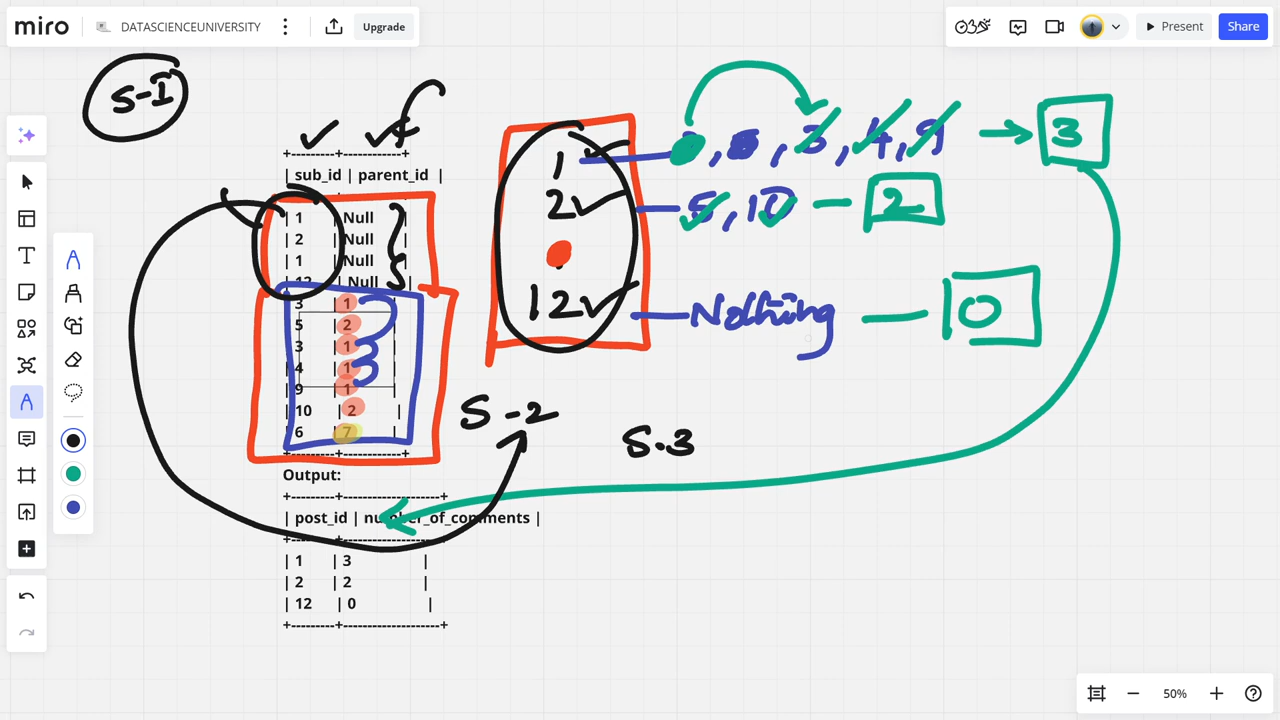 miro DATASCIENCEUNIVERSITY Upgrade Present Share
S-I
+---------+-----------+
| sub_id | parent_id |
| 1 | Null |
| 2 | Null |
| 1 | Null |
| 12 | Null |
| 3 | 1 |
| 5 | 2 |
| 3 | 1 |
| 4 | 1 |
| 9 | 1 |
| 10 | 2 |
| 6 | 7 |
+---------+-----------+
1 , , 3, 4, 9 → 3
2 5, 10 — 2
12 Nothing — 0
S-2
S-3
Output:
+---------+--------------------+
| post_id | number_of_comments |
+---------+--------------------+
| 1 | 3 |
| 2 | 2 |
| 12 | 0 |
+---------+--------------------+
50%